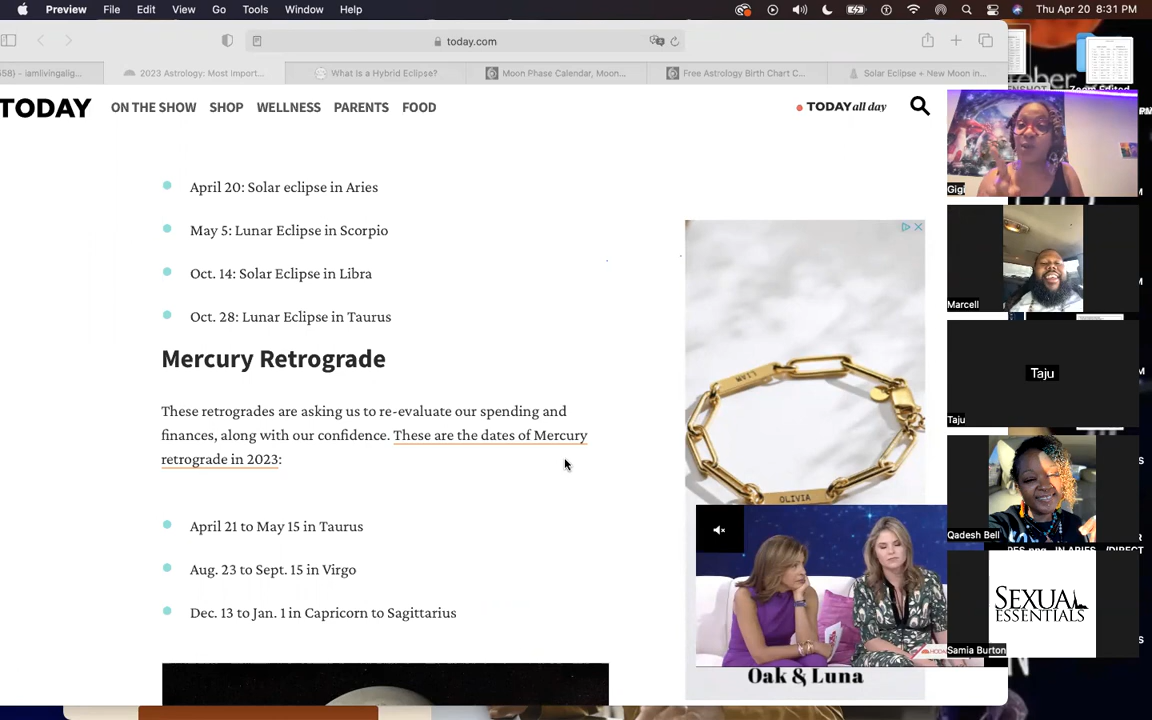 Preview File Edit View Go Tools Window Help
Thu Apr 20 8:31 PM
today.com
2023 Astrology: Most Import...
What Is a Hybrid Eclipse?
Moon Phase Calendar, Moon...
Free Astrology Birth Chart C...
Solar Eclipse + New Moon in...
TODAY
ON THE SHOW SHOP WELLNESS PARENTS FOOD
TODAY all day
April 20: Solar eclipse in Aries
May 5: Lunar Eclipse in Scorpio
Oct. 14: Solar Eclipse in Libra
Oct. 28: Lunar Eclipse in Taurus
Mercury Retrograde
These retrogrades are asking us to re-evaluate our spending and
finances, along with our confidence. These are the dates of Mercury
retrograde in 2023:
April 21 to May 15 in Taurus
Aug. 23 to Sept. 15 in Virgo
Dec. 13 to Jan. 1 in Capricorn to Sagittarius
LIAM
OLIVIA
Oak & Luna
Gigi
Marcell
Taju
Taju
Qadesh Bell
SEXUAL
ESSENTIALS
Samia Burton